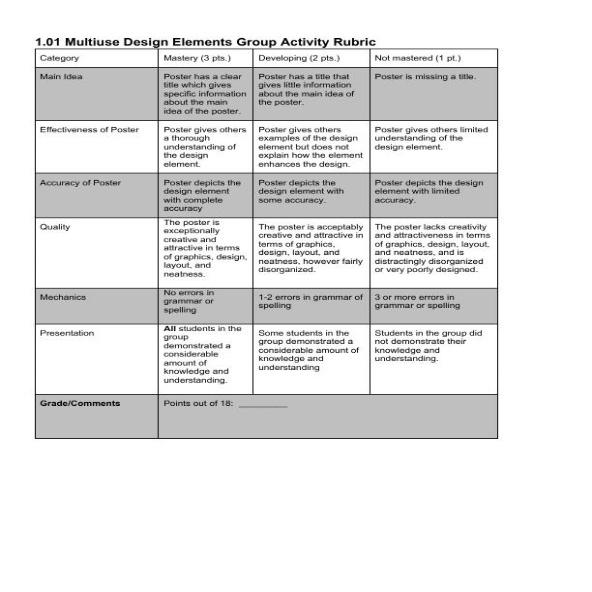 1.01 Multiuse Design Elements Group Activity Rubric
Category
Mastery (3 pts.)
Developing (2 pts.)
Not mastered (1 pt.)
Main Idea
Poster has a clear
title which gives
specific information
about the main
idea of the poster.
Poster has a title that
gives little information
about the main idea of
the poster.
Poster is missing a title.
Effectiveness of Poster
Poster gives others
a thorough
understanding of
the design
element.
Poster gives others
examples of the design
element but does not
explain how the element
enhances the design.
Poster gives others limited
understanding of the
design element.
Accuracy of Poster
Poster depicts the
design element
with complete
accuracy
Poster depicts the
design element with
some accuracy.
Poster depicts the design
element with limited
accuracy.
Quality
The poster is
exceptionally
creative and
attractive in terms
of graphics, design,
layout, and
neatness.
The poster is acceptably
creative and attractive in
terms of graphics,
design, layout, and
neatness, however fairly
disorganized.
The poster lacks creativity
and attractiveness in terms
of graphics, design, layout,
and neatness, and is
distractingly disorganized
or very poorly designed.
Mechanics
No errors in
grammar or
spelling
1-2 errors in grammar of
spelling
3 or more errors in
grammar or spelling
Presentation
All students in the
group
demonstrated a
considerable
amount of
knowledge and
understanding.
Some students in the
group demonstrated a
considerable amount of
knowledge and
understanding
Students in the group did
not demonstrate their
knowledge and
understanding.
Grade/Comments
Points out of 18: __________